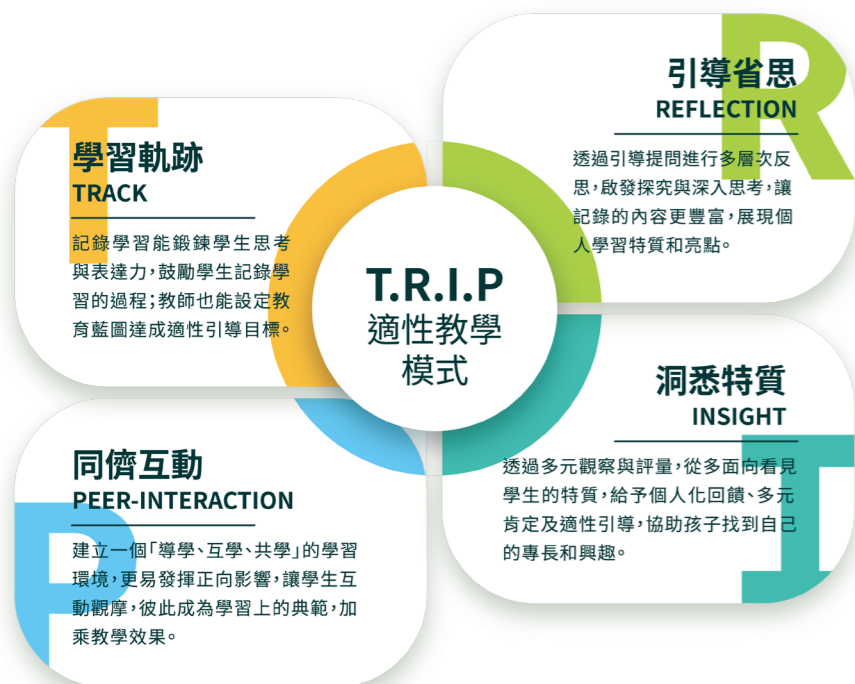 T
學習軌跡
TRACK
記錄學習能鍛鍊學生思考
與表達力，鼓勵學生記錄學
習的過程；教師也能設定教
育藍圖達成適性引導目標。
R
引導省思
REFLECTION
透過引導提問進行多層次反
思，啟發探究與深入思考，讓
記錄的內容更豐富，展現個
人學習特質和亮點。
T.R.I.P
適性教學
模式
I
洞悉特質
INSIGHT
透過多元觀察與評量，從多面向看見
學生的特質，給予個人化回饋、多元
肯定及適性引導，協助孩子找到自己
的專長和興趣。
P
同儕互動
PEER-INTERACTION
建立一個「導學、互學、共學」的學習
環境，更易發揮正向影響，讓學生互
動觀摩，彼此成為學習上的典範，加
乘教學效果。